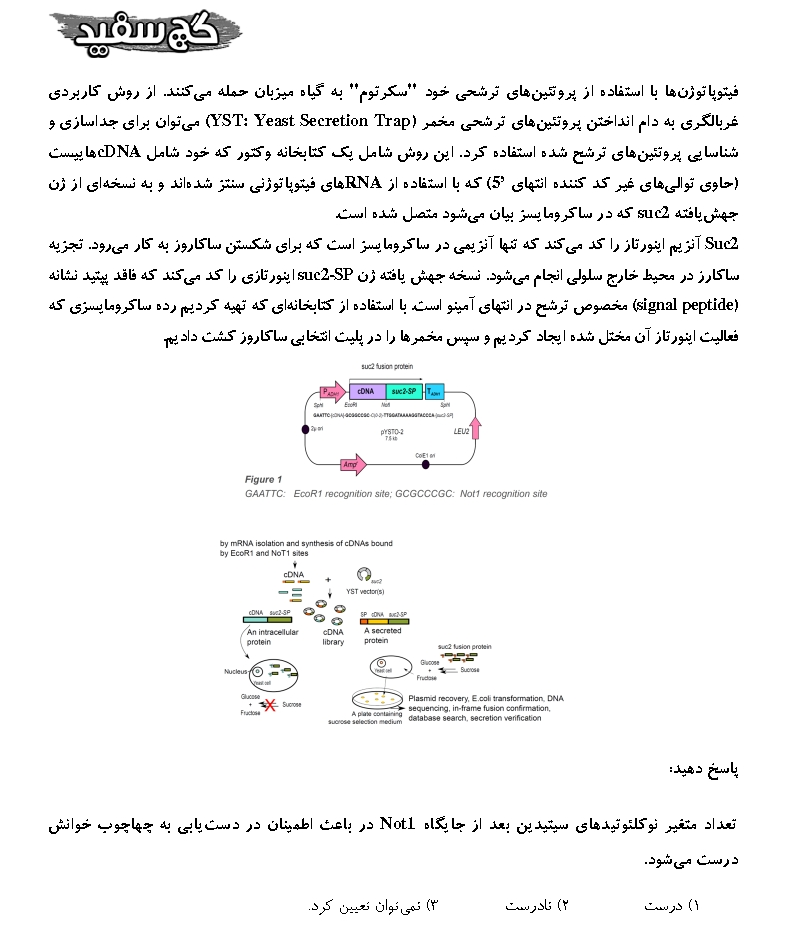 گچ سفید
فیتوپاتوژن‌ها با استفاده از پروتئین‌های ترشحی خود "سکرتوم" به گیاه میزبان حمله می‌کنند. از روش کاربردی
غربالگری به دام انداختن پروتئین‌های ترشحی مخمر (YST: Yeast Secretion Trap) می‌توان برای جداسازی و
شناسایی پروتئین‌های ترشح شده استفاده کرد. این روش شامل یک کتابخانه وکتور که خود شامل cDNAهاییست
(حاوی توالی‌های غیر کد کننده انتهای 5') که با استفاده از RNAهای فیتوپاتوژنی سنتز شده‌اند و به نسخه‌ای از ژن
جهش‌یافته suc2 که در ساکرومایسز بیان می‌شود متصل شده است.
Suc2 آنزیم اینورتاز را کد می‌کند که تنها آنزیمی در ساکرومایسز است که برای شکستن ساکاروز به کار می‌رود. تجزیه
ساکارز در محیط خارج سلولی انجام می‌شود. نسخه جهش یافته ژن suc2-SP اینورتازی را کد می‌کند که فاقد پپتید نشانه
(signal peptide) مخصوص ترشح در انتهای آمینو است. با استفاده از کتابخانه‌ای که تهیه کردیم رده ساکرومایسزی که
فعالیت اینورتاز آن مختل شده ایجاد کردیم و سپس مخمرها را در پلیت انتخابی ساکاروز کشت دادیم.
suc2 fusion protein
P ADH1 cDNA suc2-SP T ADH1
SphI EcoRI NotI SphI
GAATTC-[cDNA]-GCGGCCGC-C(0-2)-TTGGATAAAAGGTACCCA-[suc2-SP]
2µ ori pYSTO-2 LEU2
7.5 kb
ColE1 ori
Amp r
Figure 1
GAATTC: EcoR1 recognition site; GCGCCCGC: Not1 recognition site
by mRNA isolation and synthesis of cDNAs bound
by EcoR1 and NoT1 sites
cDNA + suc2
YST vector(s)
cDNA suc2-SP
SP cDNA suc2-SP
An intracellular
protein
cDNA
library
A secreted
protein
suc2 fusion protein
Nucleus
Yeast cell
Yeast cell
Glucose
+
Fructose
Sucrose
Glucose
+
Fructose
Sucrose
A plate containing
sucrose selection medium
Plasmid recovery, E.coli transformation, DNA
sequencing, in-frame fusion confirmation,
database search, secretion verification
پاسخ دهید:
تعداد متغیر نوکلئوتیدهای سیتیدین بعد از جایگاه Not1 در باعث اطمینان در دست‌یابی به چهاچوب خوانش
درست می‌شود.
۱) درست ۲) نادرست ۳) نمی‌توان تعیین کرد.